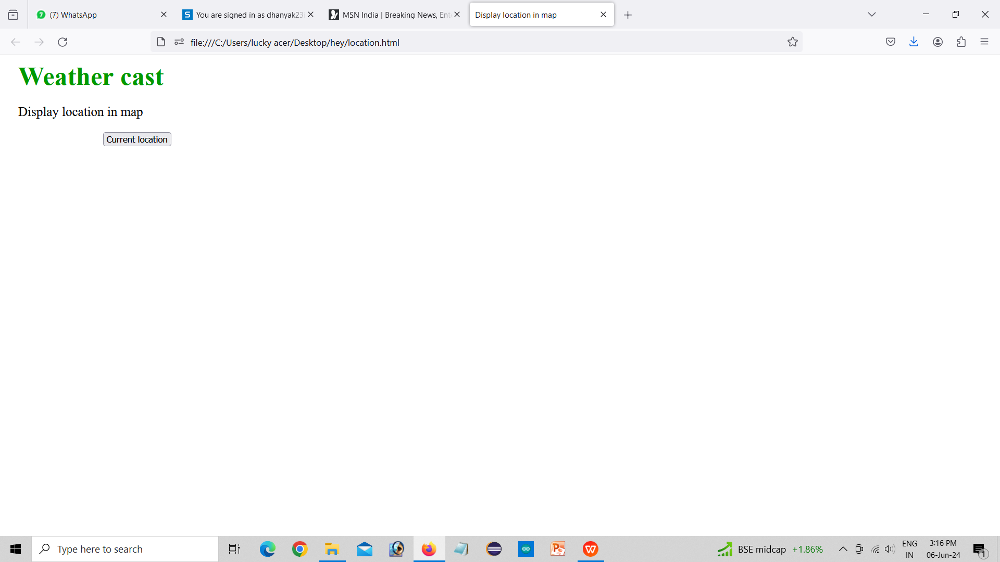 (7) WhatsApp
You are signed in as dhanyak23
MSN India | Breaking News, Ent
Display location in map
file:///C:/Users/lucky acer/Desktop/hey/location.html
Weather cast
Display location in map
Current location
Type here to search
BSE midcap +1.86%
ENG
IN
3:16 PM
06-Jun-24
1